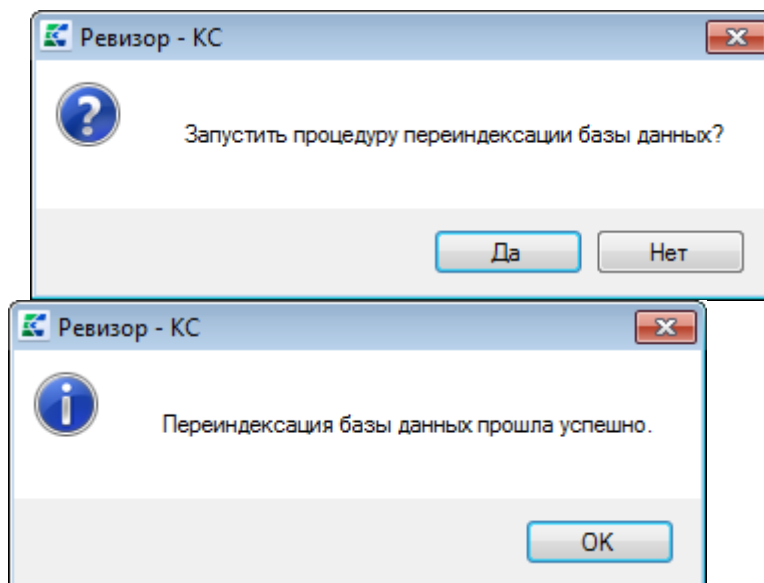 Ревизор - КС
Запустить процедуру переиндексации базы данных?
Да Нет
Ревизор - КС
Переиндексация базы данных прошла успешно.
OK